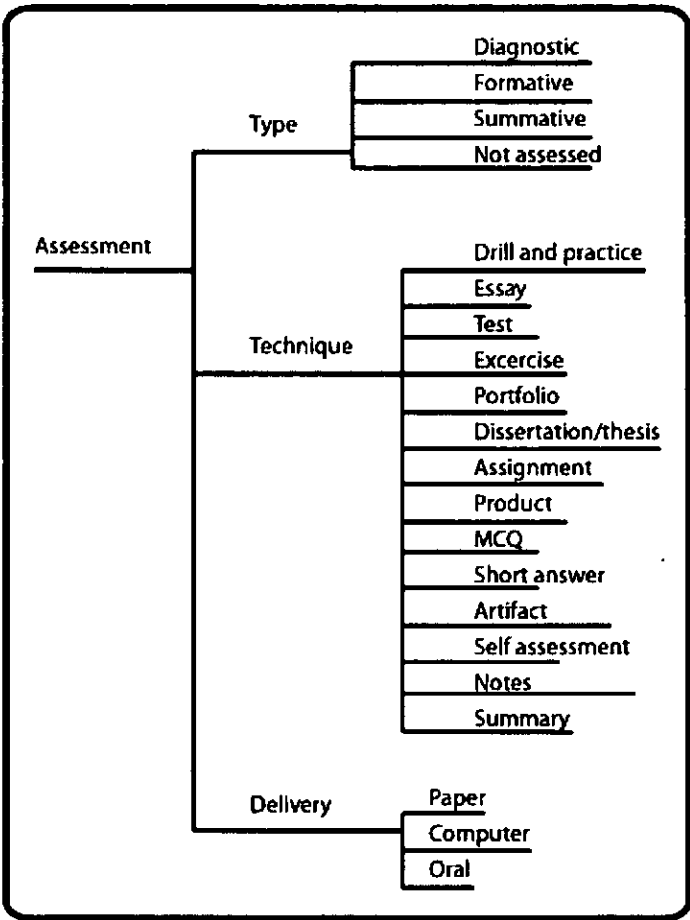 Diagnostic
Formative
Type
Summative
Not assessed
Assessment
Drill and practice
Essay
Test
Technique
Excercise
Portfolio
Dissertation/thesis
Assignment
Product
MCQ
Short answer
Artifact
Self assessment
Notes
Summary
Delivery
Paper
Computer
Oral